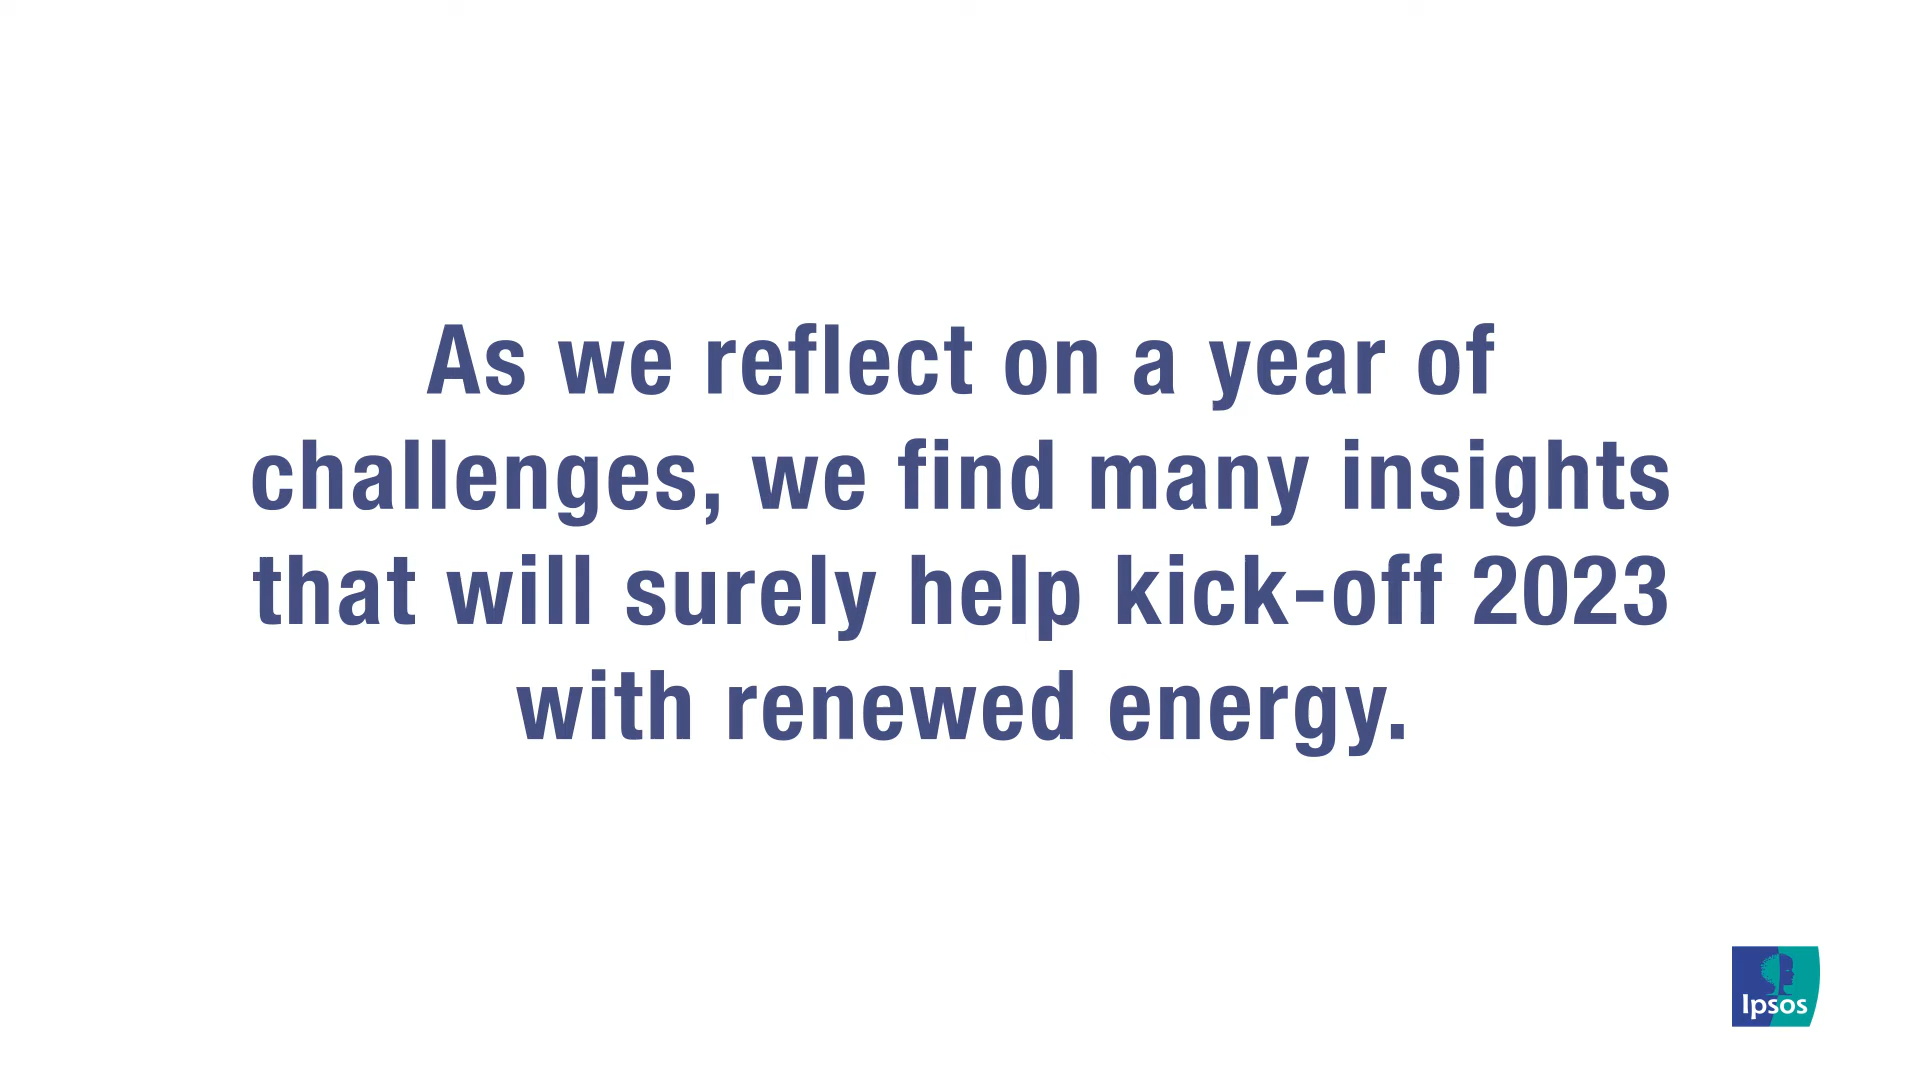 As we reflect on a year of
challenges, we find many insights
that will surely help kick-off 2023
with renewed energy.
Ipsos